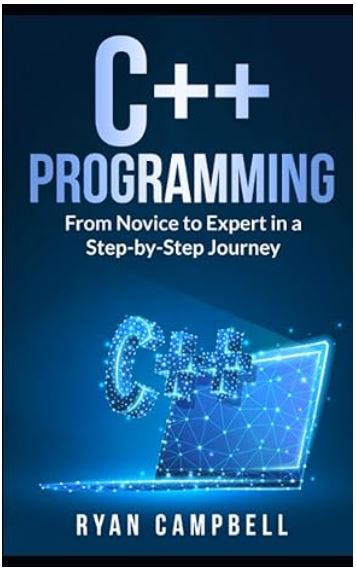 C++
PROGRAMMING
From Novice to Expert in a
Step-by-Step Journey
C++
RYAN CAMPBELL